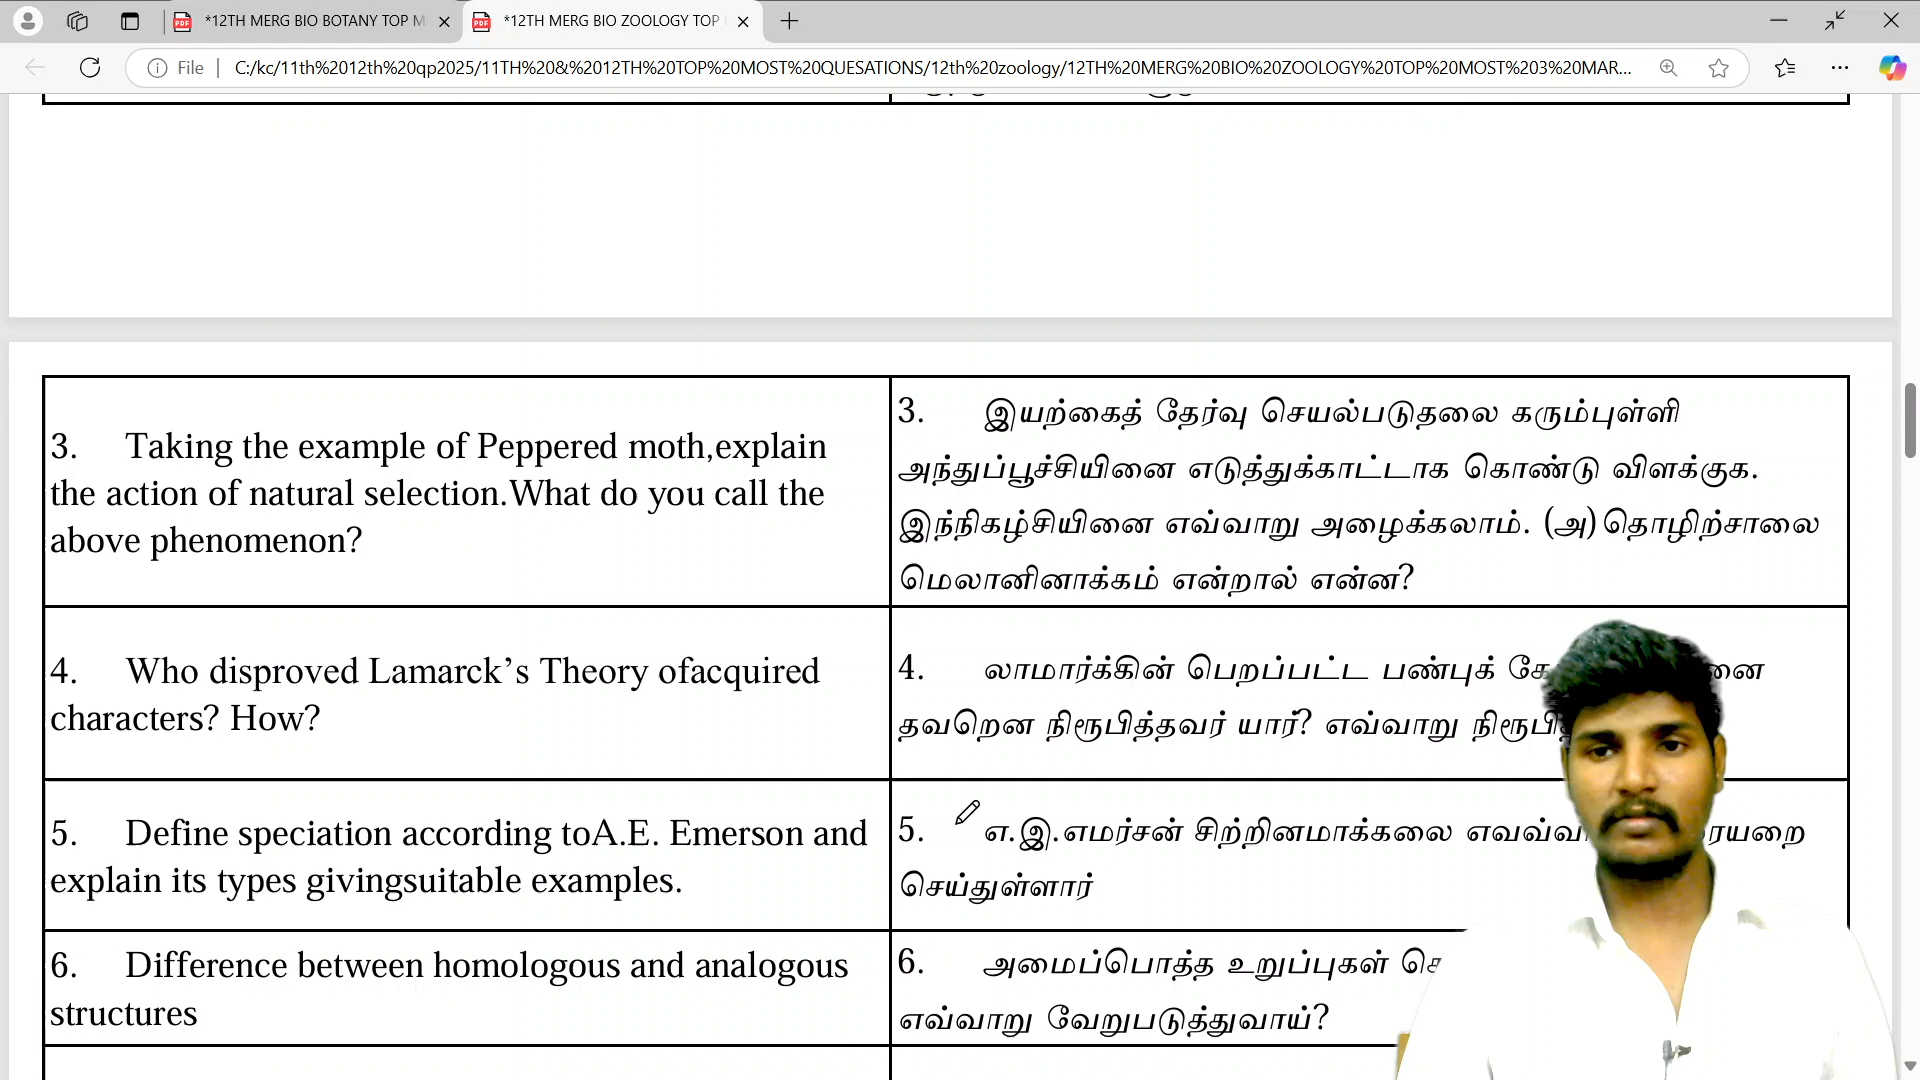 *12TH MERG BIO BOTANY TOP M
*12TH MERG BIO ZOOLOGY TOP
File
C:/kc/11th%2012th%20qp2025/11TH%20&%2012TH%20TOP%20MOST%20QUESATIONS/12th%20zoology/12TH%20MERG%20BIO%20ZOOLOGY%20TOP%20MOST%203%20MAR...
3. Taking the example of Peppered moth,explain
the action of natural selection.What do you call the
above phenomenon?
3. இயற்கைத் தேர்வு செயல்படுதலை கரும்புள்ளி
அந்துப்பூச்சியினை எடுத்துக்காட்டாக கொண்டு விளக்குக.
இந்நிகழ்சியினை எவ்வாறு அழைக்கலாம். (அ) தொழிற்சாலை
மெலானினாக்கம் என்றால் என்ன?
4. Who disproved Lamarck’s Theory ofacquired
characters? How?
4. லாமார்க்கின் பெறப்பட்ட பண்புக்
தவறென நிரூபித்தவர் யார்? எவ்வாறு
5. Define speciation according toA.E. Emerson and
explain its types givingsuitable examples.
5. எ.இ.எமர்சன் சிற்றினமாக்கலை
செய்துள்ளார்
6. Difference between homologous and analogous
structures
6. அமைப்பொத்த உறுப்புகள்
எவ்வாறு வேறுபடுத்துவாய்?